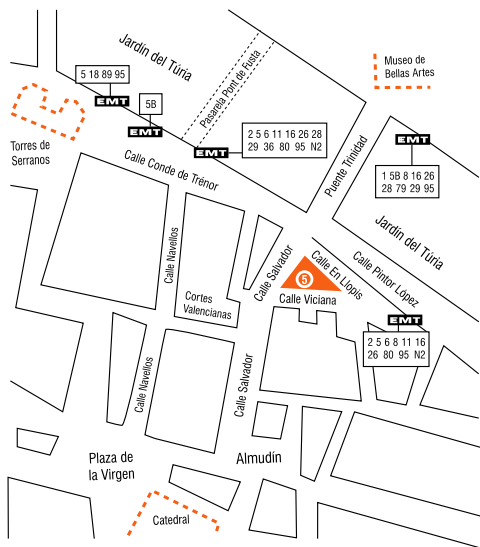 Jardín del Túria
Pasarela Pont de Fusta
Museo de
Bellas Artes
5 18 89 95
EMT
5B
EMT
2 5 6 11 16 26 28
29 36 80 95 N2
EMT
EMT
1 5B 8 16 26
28 79 29 95
Torres de
Serranos
Calle Conde de Trénor
Puente Trinidad
Jardín del Túria
Calle Navellos
Calle Salvador
Calle En Llopis
Calle Pintor López
5
Calle Viciana
Cortes
Valencianas
EMT
2 5 6 8 11 16
26 80 95 N2
Calle Navellos
Calle Salvador
Plaza de
la Virgen
Almudín
Catedral